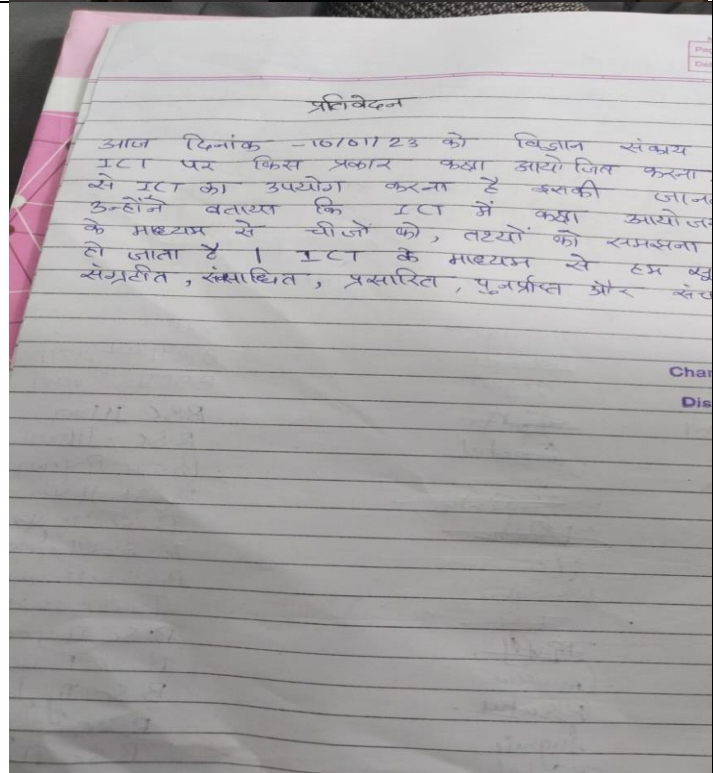 प्रतिवेदन
आज दिनांक -10/01/23 को विज्ञान संकाय
ICT पर किस प्रकार कक्षा आयोजित करना
से ICT का उपयोग करना है इसकी
उन्होंने बताया कि ICT में कक्षा
के माध्यम से चीजों को, तथ्यों को समझना
हो जाता है । ICT के माध्यम से हम
संग्रहीत, संसाधित, प्रसारित, पुनर्प्राप्त और